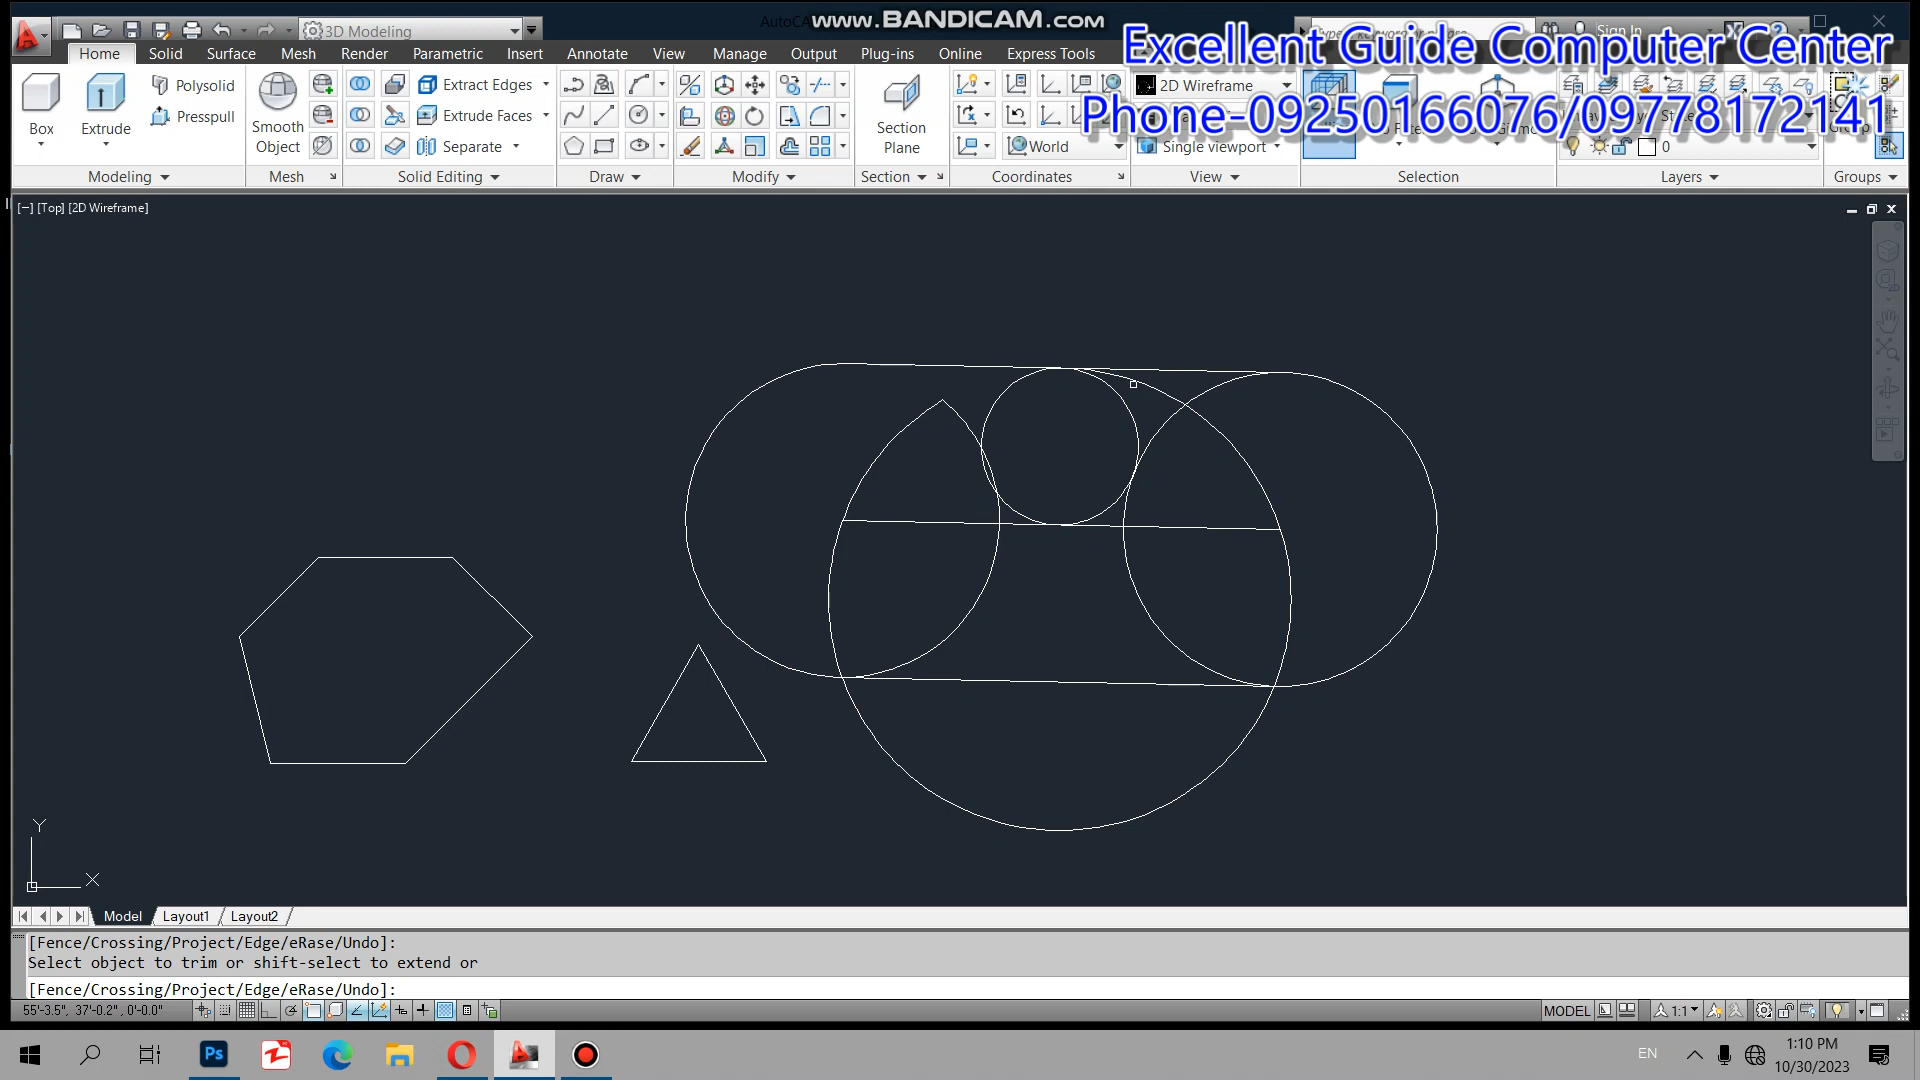 AutoCA
www.BANDICAM.com
Sign In
Excellent Guide Computer Center
Phone-09250166076/09778172141
3D Modeling
Home Solid Surface Mesh Render Parametric Insert Annotate View Manage Output Plug-ins Online Express Tools
Box
Extrude
Polysolid
Presspull
Smooth
Object
Extract Edges
Extrude Faces
Separate
Section
Plane
World
2D Wireframe
Single viewport
0
Modeling Mesh Solid Editing Draw Modify Section Coordinates View Selection Layers Groups
[−] [Top] [2D Wireframe]
Y
X
Model Layout1 Layout2
[Fence/Crossing/Project/Edge/eRase/Undo]:
Select object to trim or shift-select to extend or
[Fence/Crossing/Project/Edge/eRase/Undo]:
55'-3.5", 37'-0.2", 0'-0.0"
MODEL
1:1
Ps
EN
1:10 PM
10/30/2023